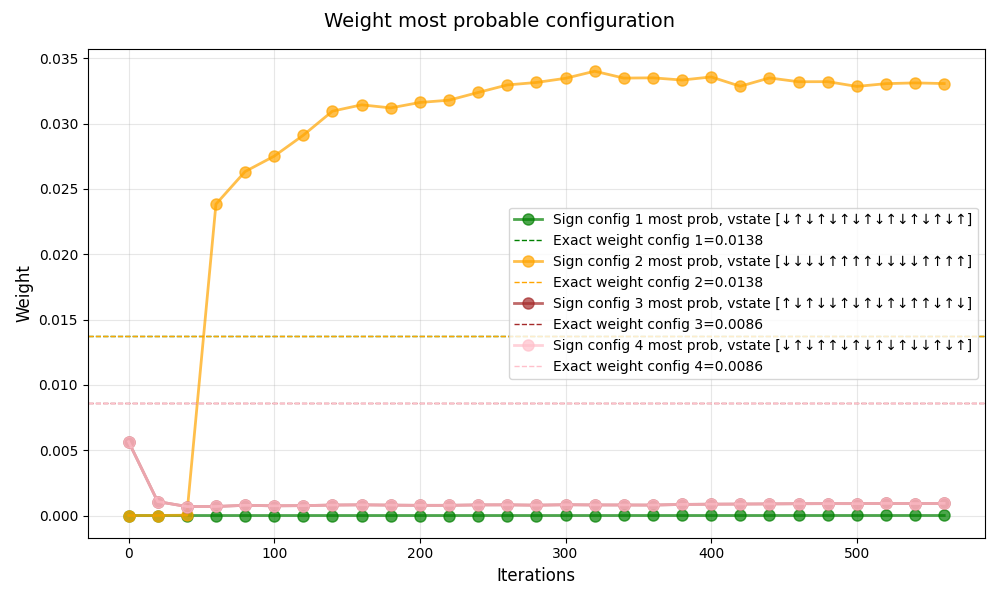 Weight most probable configuration
0.035
0.030
0.025
0.020
0.015
0.010
0.005
0.000
Weight
Sign config 1 most prob, vstate [↓↑↓↑↓↑↓↑↓↑↓↑↓↑↓↑]
Exact weight config 1=0.0138
Sign config 2 most prob, vstate [↓↓↓↓↑↑↑↑↓↓↓↓↑↑↑↑]
Exact weight config 2=0.0138
Sign config 3 most prob, vstate [↑↓↑↓↓↑↓↑↓↑↓↑↑↓↑↓]
Exact weight config 3=0.0086
Sign config 4 most prob, vstate [↓↑↓↑↑↓↑↓↑↓↑↓↓↑↓↑]
Exact weight config 4=0.0086
0 100 200 300 400 500
Iterations